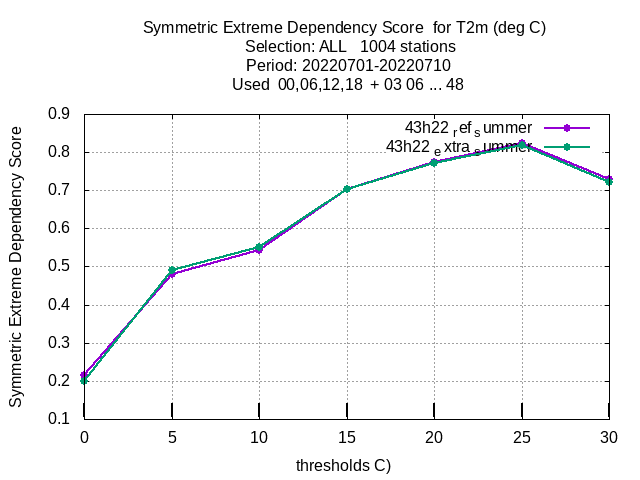 Symmetric Extreme Dependency Score  for T2m (deg C)
Selection: ALL   1004 stations
Period: 20220701-20220710
Used  00,06,12,18  + 03 06 ... 48
43h22 ref summer
43h22 extra summer
Symmetric Extreme Dependency Score
0.9
0.8
0.7
0.6
0.5
0.4
0.3
0.2
0.1
0 5 10 15 20 25 30
thresholds C)